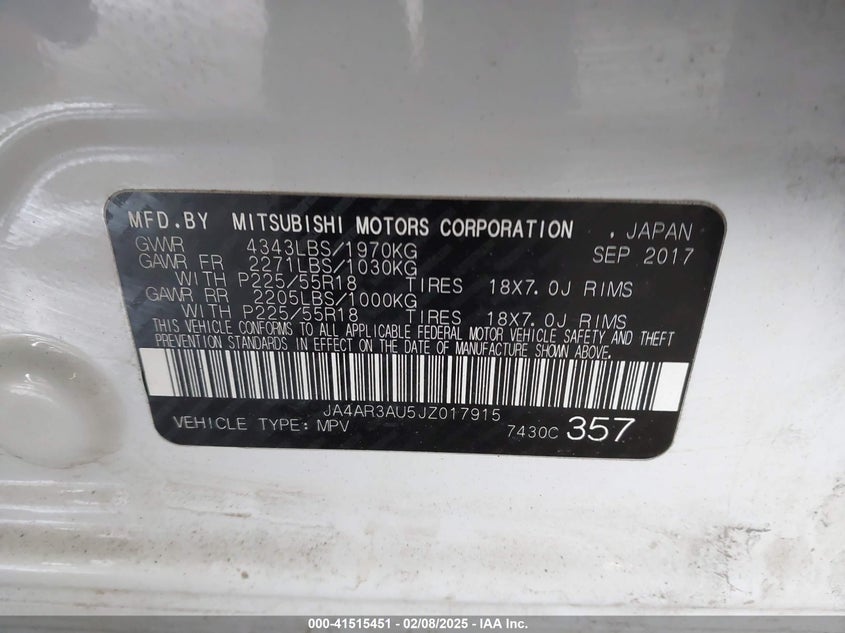 MFD.BY MITSUBISHI MOTORS CORPORATION , JAPAN
GVWR 4343LBS/1970KG SEP 2017
GAWR FR 2271LBS/1030KG
WITH P225/55R18 TIRES 18X7.0J RIMS
GAWR RR 2205LBS/1000KG
WITH P225/55R18 TIRES 18X7.0J RIMS
THIS VEHICLE CONFORMS TO ALL APPLICABLE FEDERAL MOTOR VEHICLE SAFETY AND THEFT
PREVENTION STANDARDS IN EFFECT ON THE DATE OF MANUFACTURE SHOWN ABOVE.
JA4AR3AU5JZ017915
VEHICLE TYPE: MPV 7430C 357
000-41515451 - 02/08/2025 - IAA Inc.